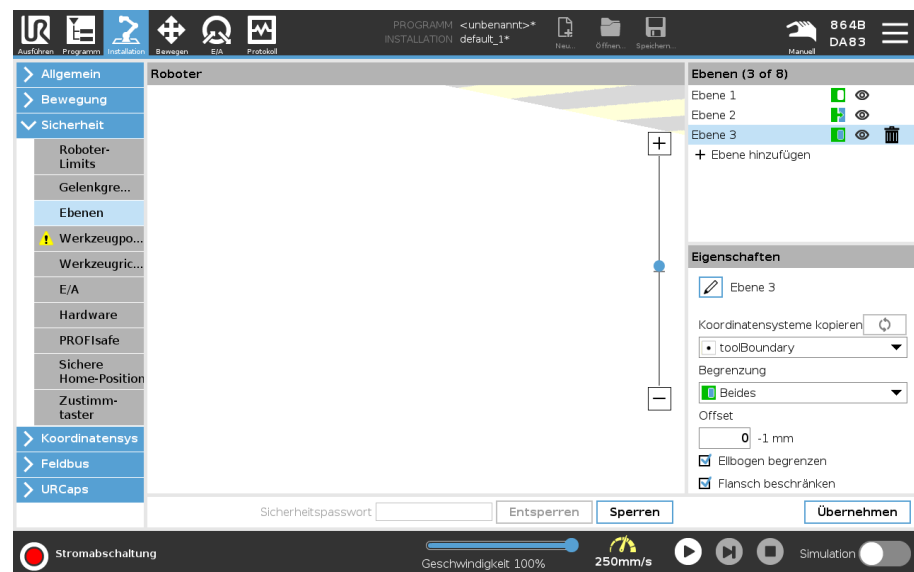 PROGRAMM <unbenannt>*
INSTALLATION default_1*
864B
DA83
Ausführen Programm Installation Bewegen E/A Protokoll
Neu... Öffnen... Speichern...
Manuell
Allgemein
Bewegung
Sicherheit
Roboter-
Limits
Gelenkgre...
Ebenen
Werkzeugpo...
Werkzeugric...
E/A
Hardware
PROFIsafe
Sichere
Home-Position
Zustimm-
taster
Koordinatensys
Feldbus
URCaps
Roboter
Ebenen (3 of 8)
Ebene 1
Ebene 2
Ebene 3
Ebene hinzufügen
Eigenschaften
Ebene 3
Koordinatensysteme kopieren
toolBoundary
Begrenzung
Beides
Offset
0 -1 mm
Ellbogen begrenzen
Flansch beschränken
Sicherheitspasswort
Entsperren
Sperren
Übernehmen
Stromabschaltung
Geschwindigkeit 100%
250mm/s
Simulation